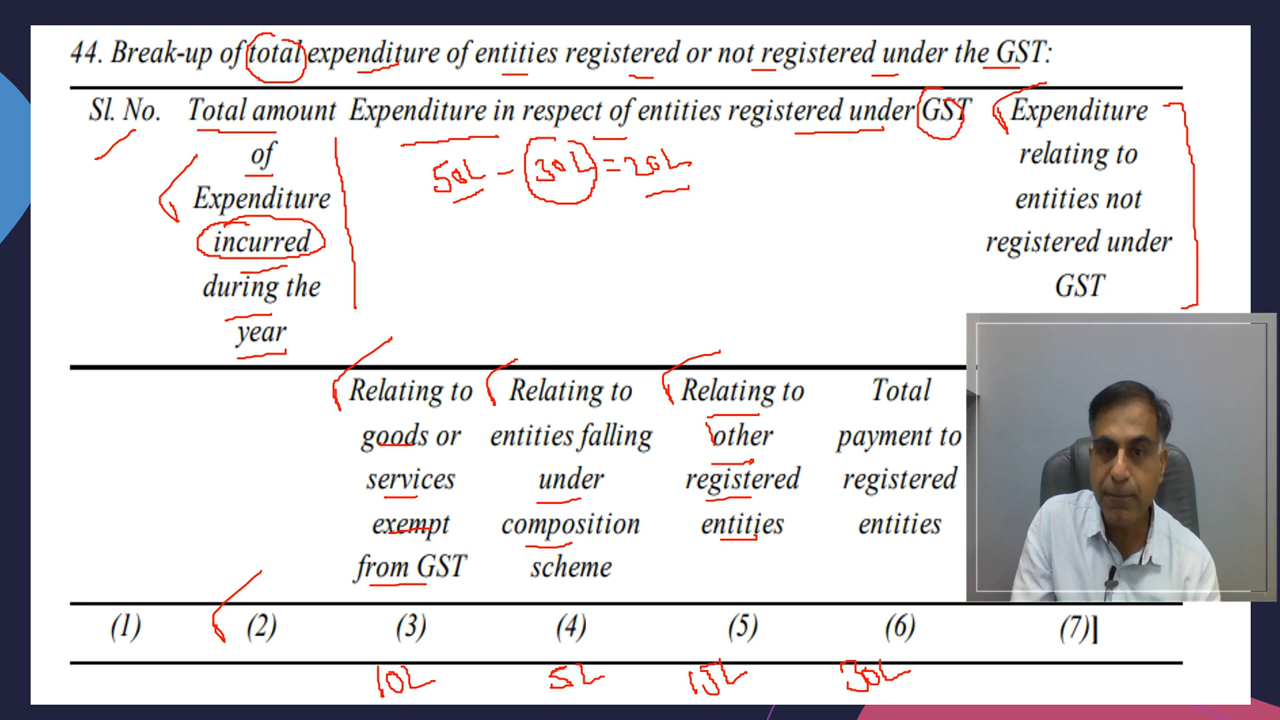 44. Break-up of total expenditure of entities registered or not registered under the GST:
Sl. No. Total amount Expenditure in respect of entities registered under GST Expenditure
of relating to
Expenditure entities not
incurred registered under
during the GST
year
50L - 30L = 20L
Relating to Relating to Relating to Total
goods or entities falling other payment to
services under registered registered
exempt composition entities entities
from GST scheme
(1) (2) (3) (4) (5) (6) (7)]
10L 5L 15L 30L